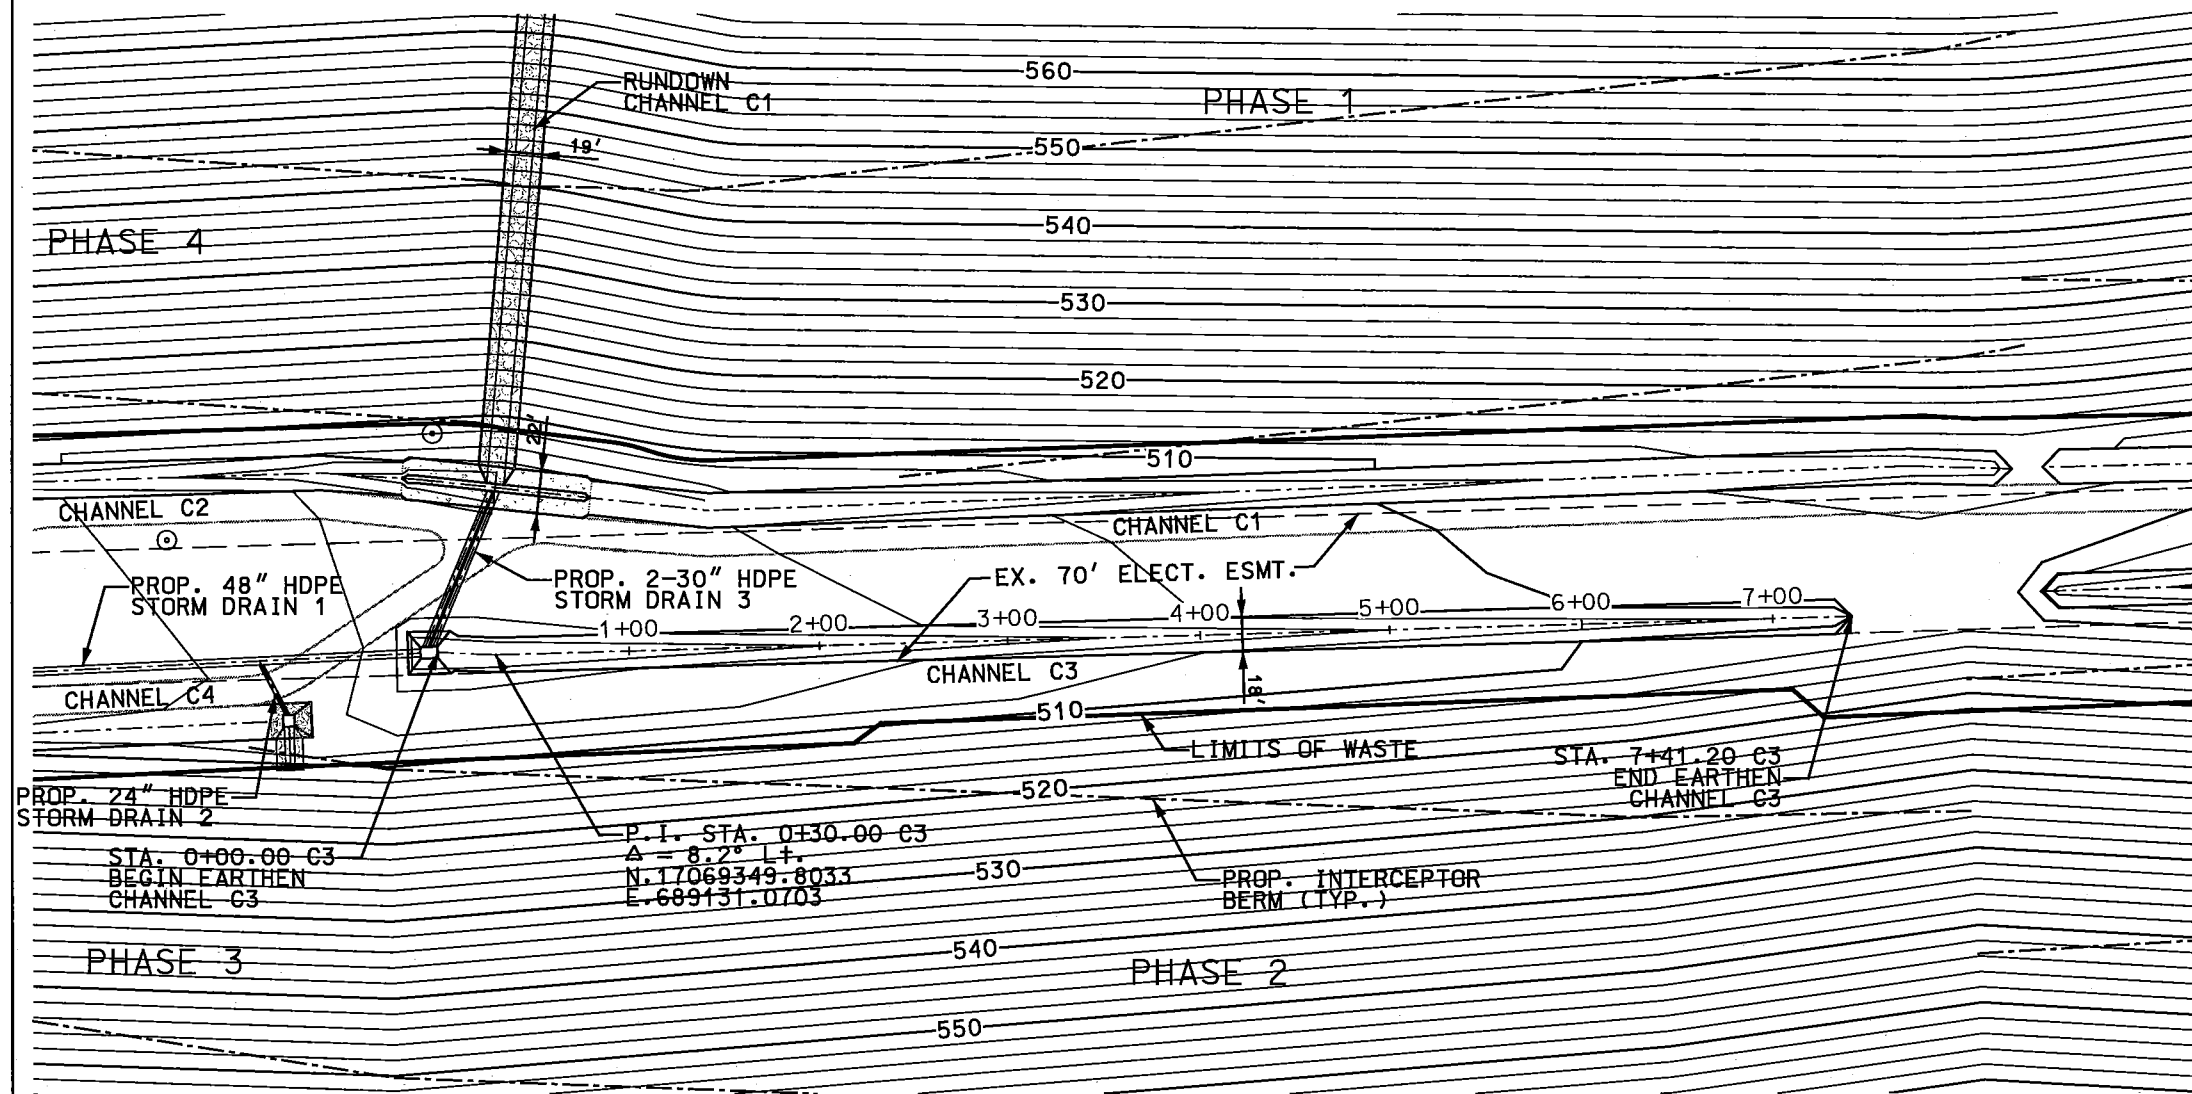 560
RUNDOWN
CHANNEL C1
PHASE 1
19'
550
540
PHASE 4
530
520
22'
510
CHANNEL C2
CHANNEL C1
PROP. 48" HDPE
STORM DRAIN 1
PROP. 2-30" HDPE
STORM DRAIN 3
EX. 70' ELECT. ESMT.
1+00
2+00
3+00
4+00
5+00
6+00
7+00
CHANNEL C3
18'
CHANNEL C4
510
LIMITS OF WASTE
STA. 7+41.20 C3
END EARTHEN
CHANNEL C3
520
PROP. 24" HDPE
STORM DRAIN 2
P.I. STA. 0+30.00 C3
Δ = 8.2° Lt.
N.17069349.8033
E.689131.0703
STA. 0+00.00 C3
BEGIN EARTHEN
CHANNEL C3
530
PROP. INTERCEPTOR
BERM (TYP.)
540
PHASE 3
PHASE 2
550